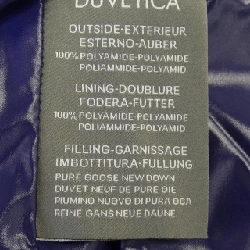 DUVETICA
OUTSIDE-EXTERIEUR
ESTERNO-AUßER
100% POLYAMIDE-POLYAMIDE
POLIAMMIDE-POLYAMID
LINING-DOUBLURE
FODERA-FUTTER
100% POLYAMIDE-POLYAMIDE
POLIAMMIDE-POLYAMID
FILLING-GARNISSAGE
IMBOTTITURA-FULLUNG
PURE GOOSE NEW DOWN
DUVET NEUF DE PURE OIE
PIUMINO NUOVO DI PURA OCA
REINE GANS NEUE DAUNE